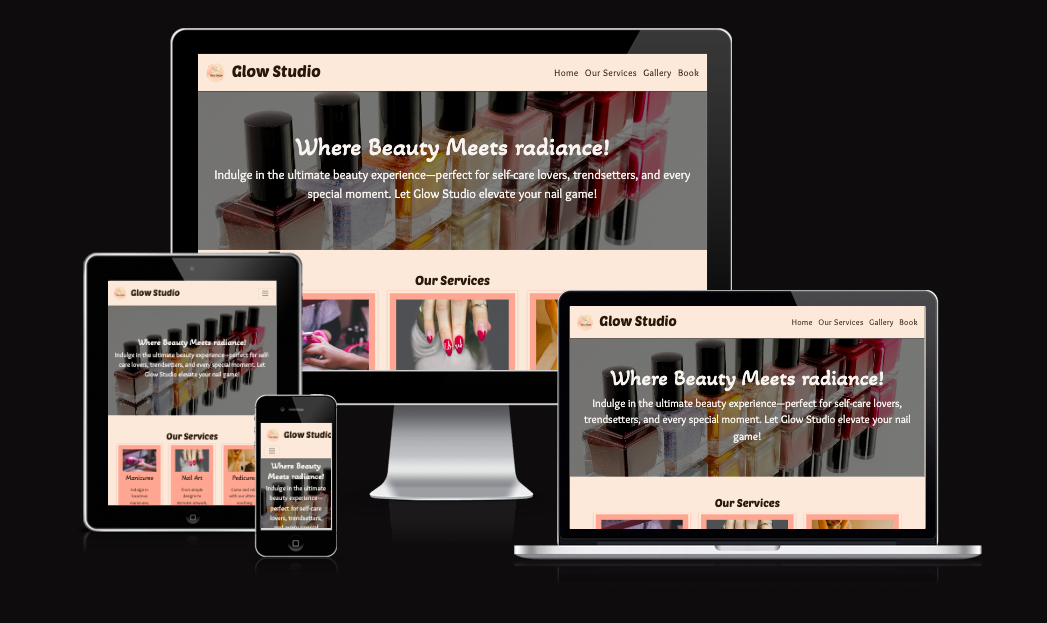 Glow Studio
Home Our Services Gallery Book
Where Beauty Meets radiance!
Indulge in the ultimate beauty experience—perfect for self-care lovers, trendsetters, and every
special moment. Let Glow Studio elevate your nail game!
Our Services
Glow Studio
Where Beauty Meets radiance!
Indulge in the ultimate beauty experience—perfect for self-
care lovers, trendsetters, and every special moment. Let
Glow Studio elevate your nail game!
Our Services
Manicures
Nail Art
Pedicure
Glow Studio
Where Beauty
Meets radiance!
Indulge in the ultimate
beauty experience—
perfect for self-care
lovers, trendsetters,
and every special
Glow Studio
Home Our Services Gallery Book
Where Beauty Meets radiance!
Indulge in the ultimate beauty experience—perfect for self-care lovers,
trendsetters, and every special moment. Let Glow Studio elevate your nail
game!
Our Services